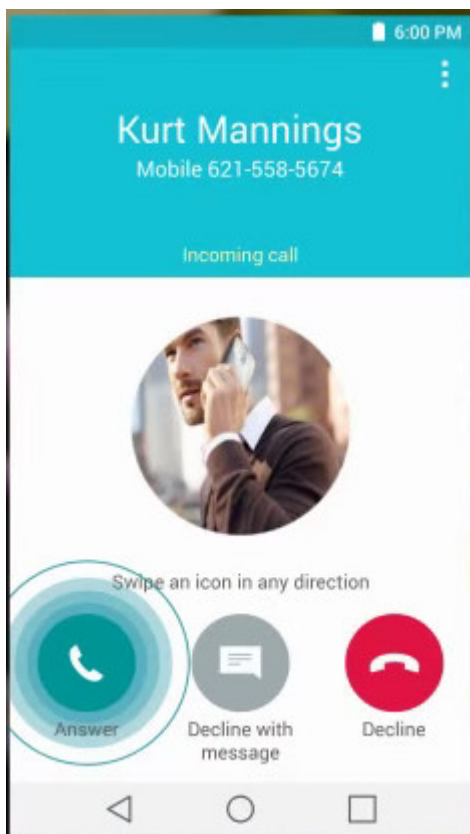 6:00 PM
Kurt Mannings
Mobile 621-558-5674
Incoming call
Swipe an icon in any direction
Answer
Decline with
message
Decline